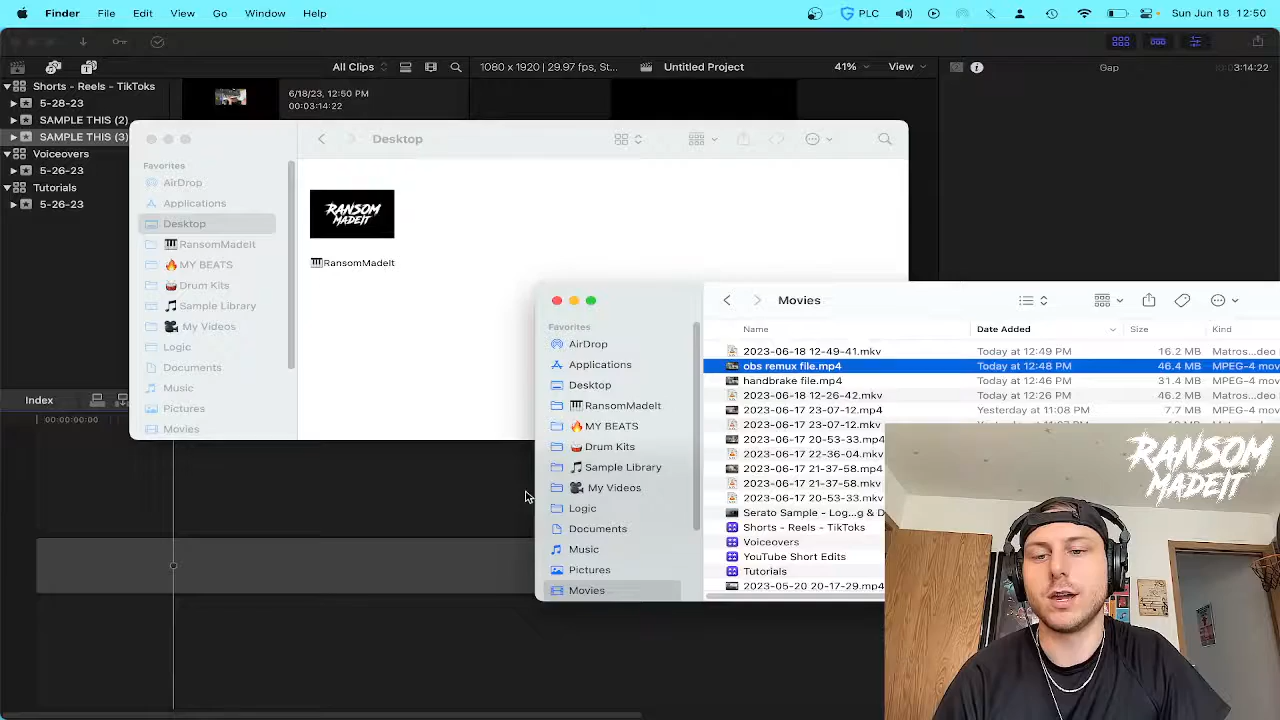 Finder File Edit View Go Window Help PLC Sun Jun 18 12:50
All Clips 1080 x 1920 | 29.97 fps, St... Untitled Project 41% View Gap 3:14:22
Shorts - Reels - TikToks
5-28-23
SAMPLE THIS (2)
SAMPLE THIS (3)
Voiceovers
5-26-23
Tutorials
5-26-23
6/18/23, 12:50 PM
00:03:14:22
Index
00:00:00:00
Desktop
Favorites
AirDrop
Applications
Desktop
RansomMadeIt
MY BEATS
Drum Kits
Sample Library
My Videos
Logic
Documents
Music
Pictures
Movies
RANSOM
MADEIT
RansomMadeIt
Movies
Favorites
AirDrop
Applications
Desktop
RansomMadeIt
MY BEATS
Drum Kits
Sample Library
My Videos
Logic
Documents
Music
Pictures
Movies
Name Date Added Size Kind
2023-06-18 12-49-41.mkv Today at 12:49 PM 16.2 MB Matros...deo
obs remux file.mp4 Today at 12:48 PM 46.4 MB MPEG-4 mov
handbrake file.mp4 Today at 12:46 PM 31.4 MB MPEG-4 mov
2023-06-18 12-26-42.mkv Today at 12:26 PM 46.2 MB Matros...deo
2023-06-17 23-07-12.mp4 Yesterday at 11:08 PM 7.7 MB MPEG-4 mov
2023-06-17 23-07-12.mkv
2023-06-17 20-53-33.mp4
2023-06-17 22-36-04.mkv
2023-06-17 21-37-58.mp4
2023-06-17 21-37-58.mkv
2023-06-17 20-53-33.mkv
Serato Sample - Log...g & D
Shorts - Reels - TikToks
Voiceovers
YouTube Short Edits
Tutorials
2023-05-20 20-17-29.mp4
RANSOM
MADEIT